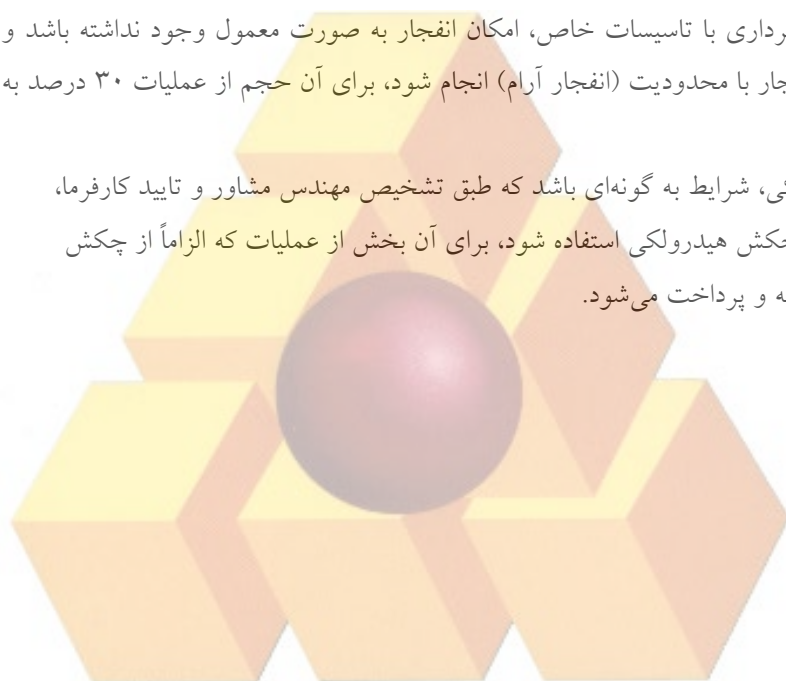 رداری با تاسیسات خاص، امکان انفجار به صورت معمول وجود نداشته باشد و
جار با محدودیت (انفجار آرام) انجام شود، برای آن حجم از عملیات ۳۰ درصد به
ئی، شرایط به گونه‌ای باشد که طبق تشخیص مهندس مشاور و تایید کارفرما،
چکش هیدرولکی استفاده شود، برای آن بخش از عملیات که الزاماً از چکش
ه و پرداخت می‌شود.